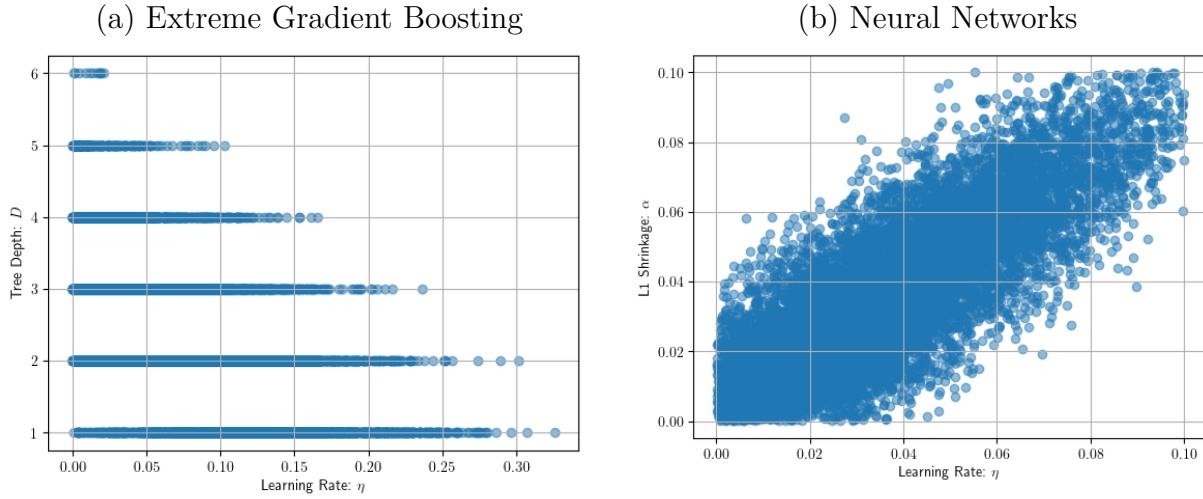 (a) Extreme Gradient Boosting
6
5
4
3
2
1
Tree Depth: D
0.00 0.05 0.10 0.15 0.20 0.25 0.30
Learning Rate: η
(b) Neural Networks
0.10
0.08
0.06
0.04
0.02
0.00
L1 Shrinkage: α
0.00 0.02 0.04 0.06 0.08 0.10
Learning Rate: η